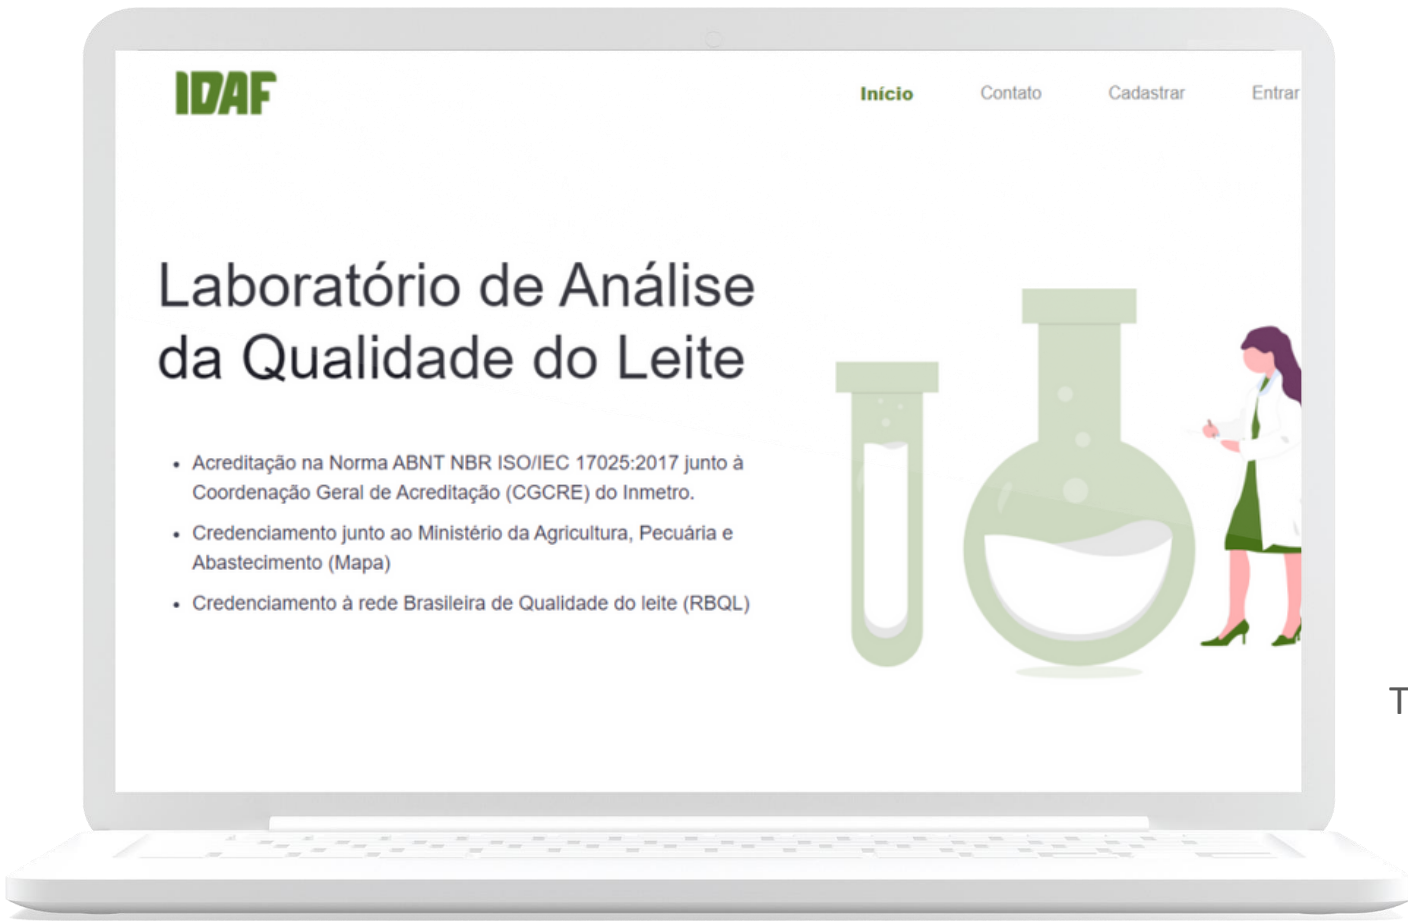 IDAF
Início
Contato
Cadastrar
Entrar
Laboratório de Análise
da Qualidade do Leite
• Acreditação na Norma ABNT NBR ISO/IEC 17025:2017 junto à
Coordenação Geral de Acreditação (CGCRE) do Inmetro.
• Credenciamento junto ao Ministério da Agricultura, Pecuária e
Abastecimento (Mapa)
• Credenciamento à rede Brasileira de Qualidade do leite (RBQL)
T